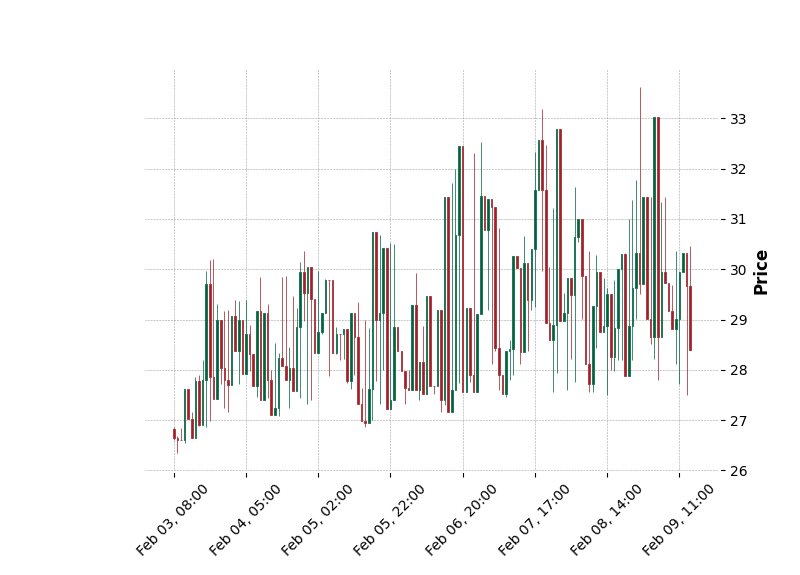 33
32
31
30
29
28
27
26
Price
Feb 03, 08:00
Feb 04, 05:00
Feb 05, 02:00
Feb 05, 22:00
Feb 06, 20:00
Feb 07, 17:00
Feb 08, 14:00
Feb 09, 11:00